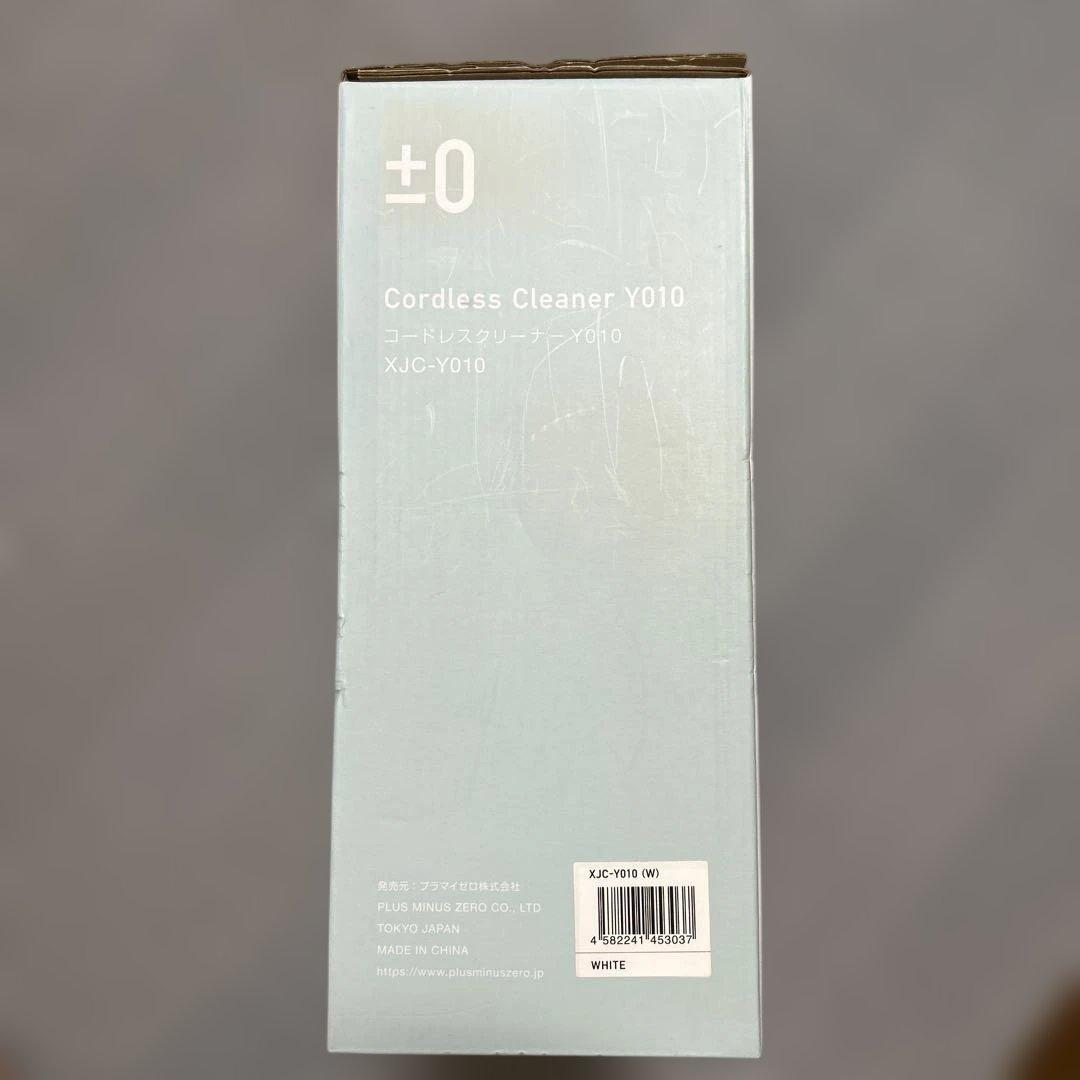 ±0
Cordless Cleaner Y010
コードレスクリーナー Y010
XJC-Y010
発売元：プラマイゼロ株式会社
PLUS MINUS ZERO CO., LTD
TOKYO JAPAN
MADE IN CHINA
https://www.plusminuszero.jp
XJC-Y010 (W)
4 582241 453037
WHITE